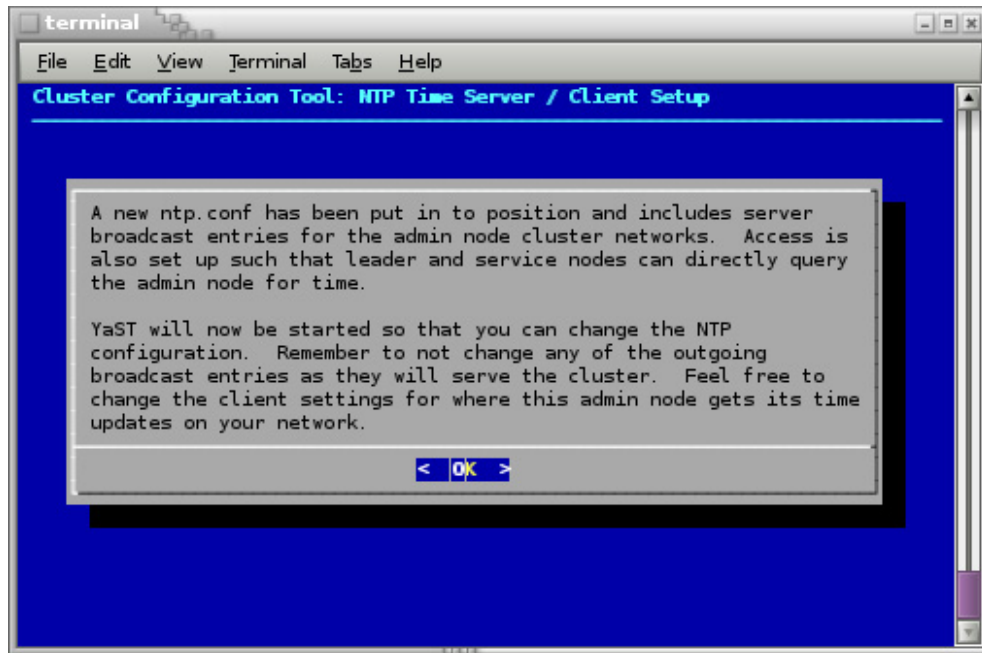 terminal
File Edit View Terminal Tabs Help
Cluster Configuration Tool: NTP Time Server / Client Setup
A new ntp.conf has been put in to position and includes server
broadcast entries for the admin node cluster networks.  Access is
also set up such that leader and service nodes can directly query
the admin node for time.
YaST will now be started so that you can change the NTP
configuration.  Remember to not change any of the outgoing
broadcast entries as they will serve the cluster.  Feel free to
change the client settings for where this admin node gets its time
updates on your network.
<  OK  >